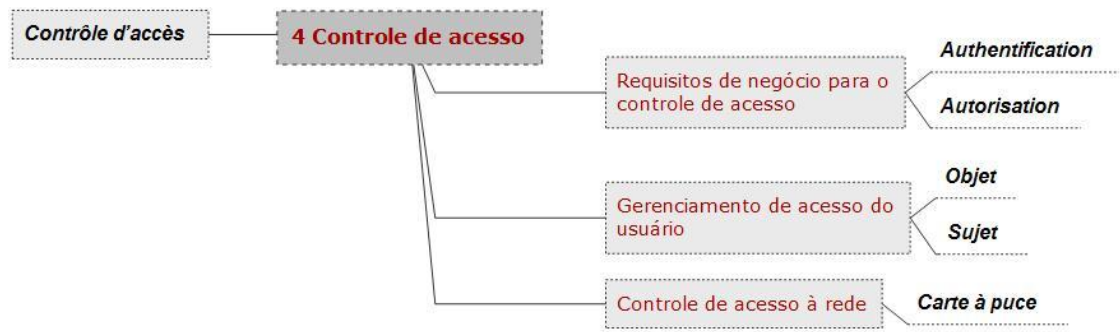 Contrôle d'accès
4 Controle de acesso
Requisitos de negócio para o
controle de acesso
Authentification
Autorisation
Gerenciamento de acesso do
usuário
Objet
Sujet
Controle de acesso à rede
Carte à puce